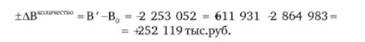 ±ΔB^количество = B′ – B₀ = –2 253 052 = 611 931 –2 864 983 =
= +252 119 тыс.руб.